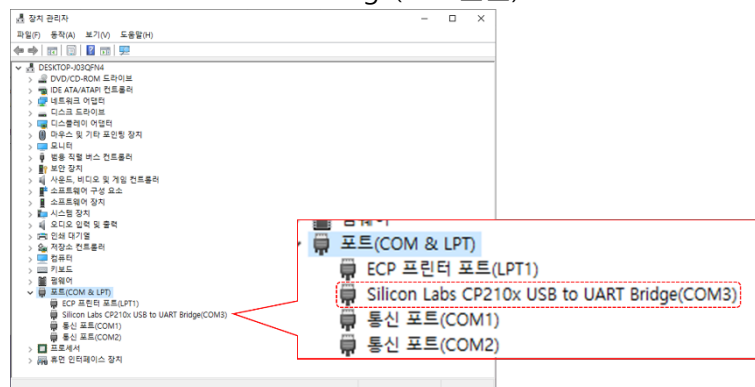 장치 관리자
파일(F) 동작(A) 보기(V) 도움말(H)
DESKTOP-J03QFN4
DVD/CD-ROM 드라이브
IDE ATA/ATAPI 컨트롤러
네트워크 어댑터
디스크 드라이브
디스플레이 어댑터
마우스 및 기타 포인팅 장치
모니터
범용 직렬 버스 컨트롤러
보안 장치
사운드, 비디오 및 게임 컨트롤러
소프트웨어 구성 요소
소프트웨어 장치
시스템 장치
오디오 입력 및 출력
인쇄 대기열
저장소 컨트롤러
컴퓨터
키보드
펌웨어
포트(COM & LPT)
ECP 프린터 포트(LPT1)
Silicon Labs CP210x USB to UART Bridge(COM3)
통신 포트(COM1)
통신 포트(COM2)
프로세서
휴먼 인터페이스 장치
포트(COM & LPT)
ECP 프린터 포트(LPT1)
Silicon Labs CP210x USB to UART Bridge(COM3)
통신 포트(COM1)
통신 포트(COM2)